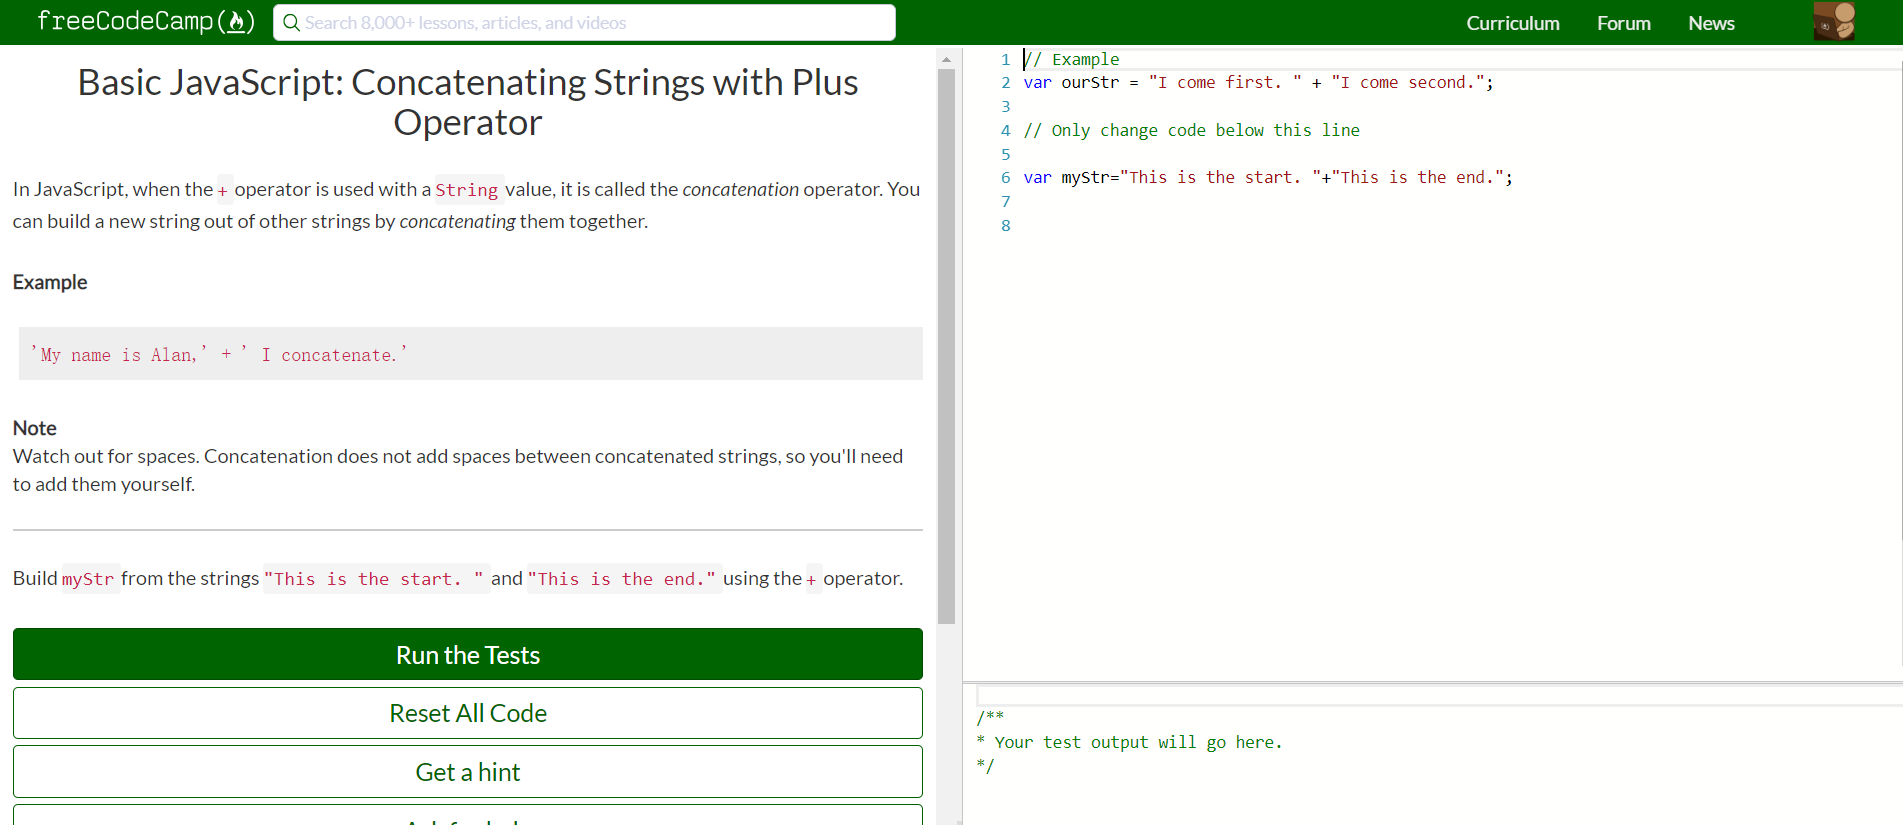 freeCodeCamp(🔥)
Search 8,000+ lessons, articles, and videos
Curriculum
Forum
News
Basic JavaScript: Concatenating Strings with Plus
Operator
In JavaScript, when the + operator is used with a String value, it is called the concatenation operator. You
can build a new string out of other strings by concatenating them together.
Example
'My name is Alan,' + ' I concatenate.'
Note
Watch out for spaces. Concatenation does not add spaces between concatenated strings, so you'll need
to add them yourself.
Build myStr from the strings "This is the start. " and "This is the end." using the + operator.
Run the Tests
Reset All Code
Get a hint
1 // Example
2 var ourStr = "I come first. " + "I come second.";
3
4 // Only change code below this line
5
6 var myStr="This is the start. "+"This is the end.";
7
8
/**
* Your test output will go here.
*/